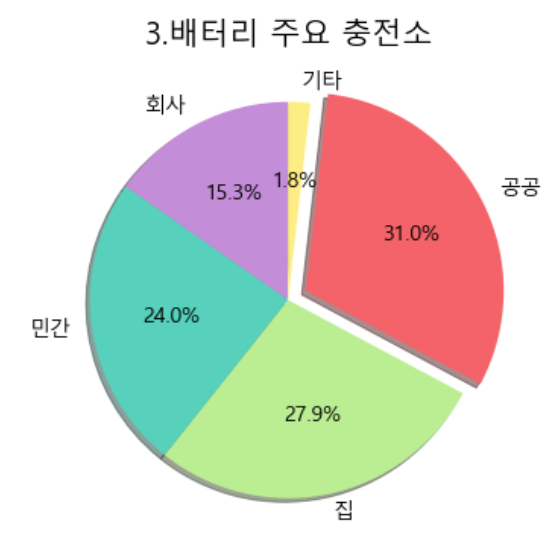 3.배터리 주요 충전소
기타
회사
1.8%
15.3%
공공
31.0%
24.0%
민간
27.9%
집